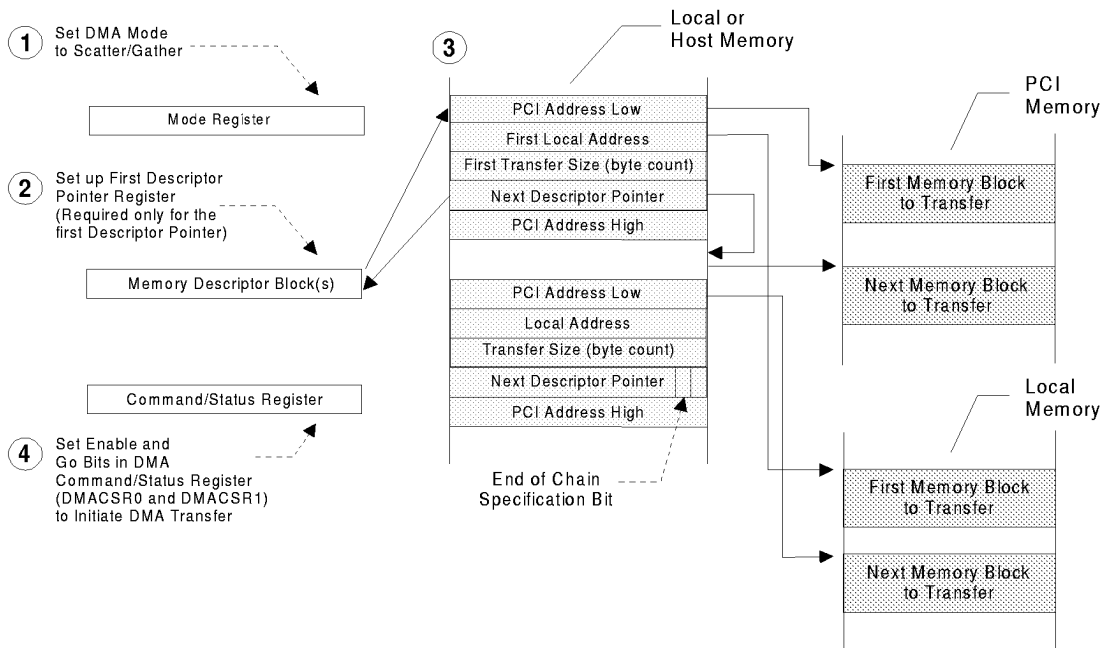 1
Set DMA Mode
to Scatter/Gather
Mode Register
2
Set up First Descriptor
Pointer Register
(Required only for the
first Descriptor Pointer)
Memory Descriptor Block(s)
Command/Status Register
4
Set Enable and
Go Bits in DMA
Command/Status Register
(DMACSR0 and DMACSR1)
to Initiate DMA Transfer
3
Local or
Host Memory
PCI Address Low
First Local Address
First Transfer Size (byte count)
Next Descriptor Pointer
PCI Address High
PCI Address Low
Local Address
Transfer Size (byte count)
Next Descriptor Pointer
PCI Address High
End of Chain
Specification Bit
PCI
Memory
First Memory Block
to Transfer
Next Memory Block
to Transfer
Local
Memory
First Memory Block
to Transfer
Next Memory Block
to Transfer